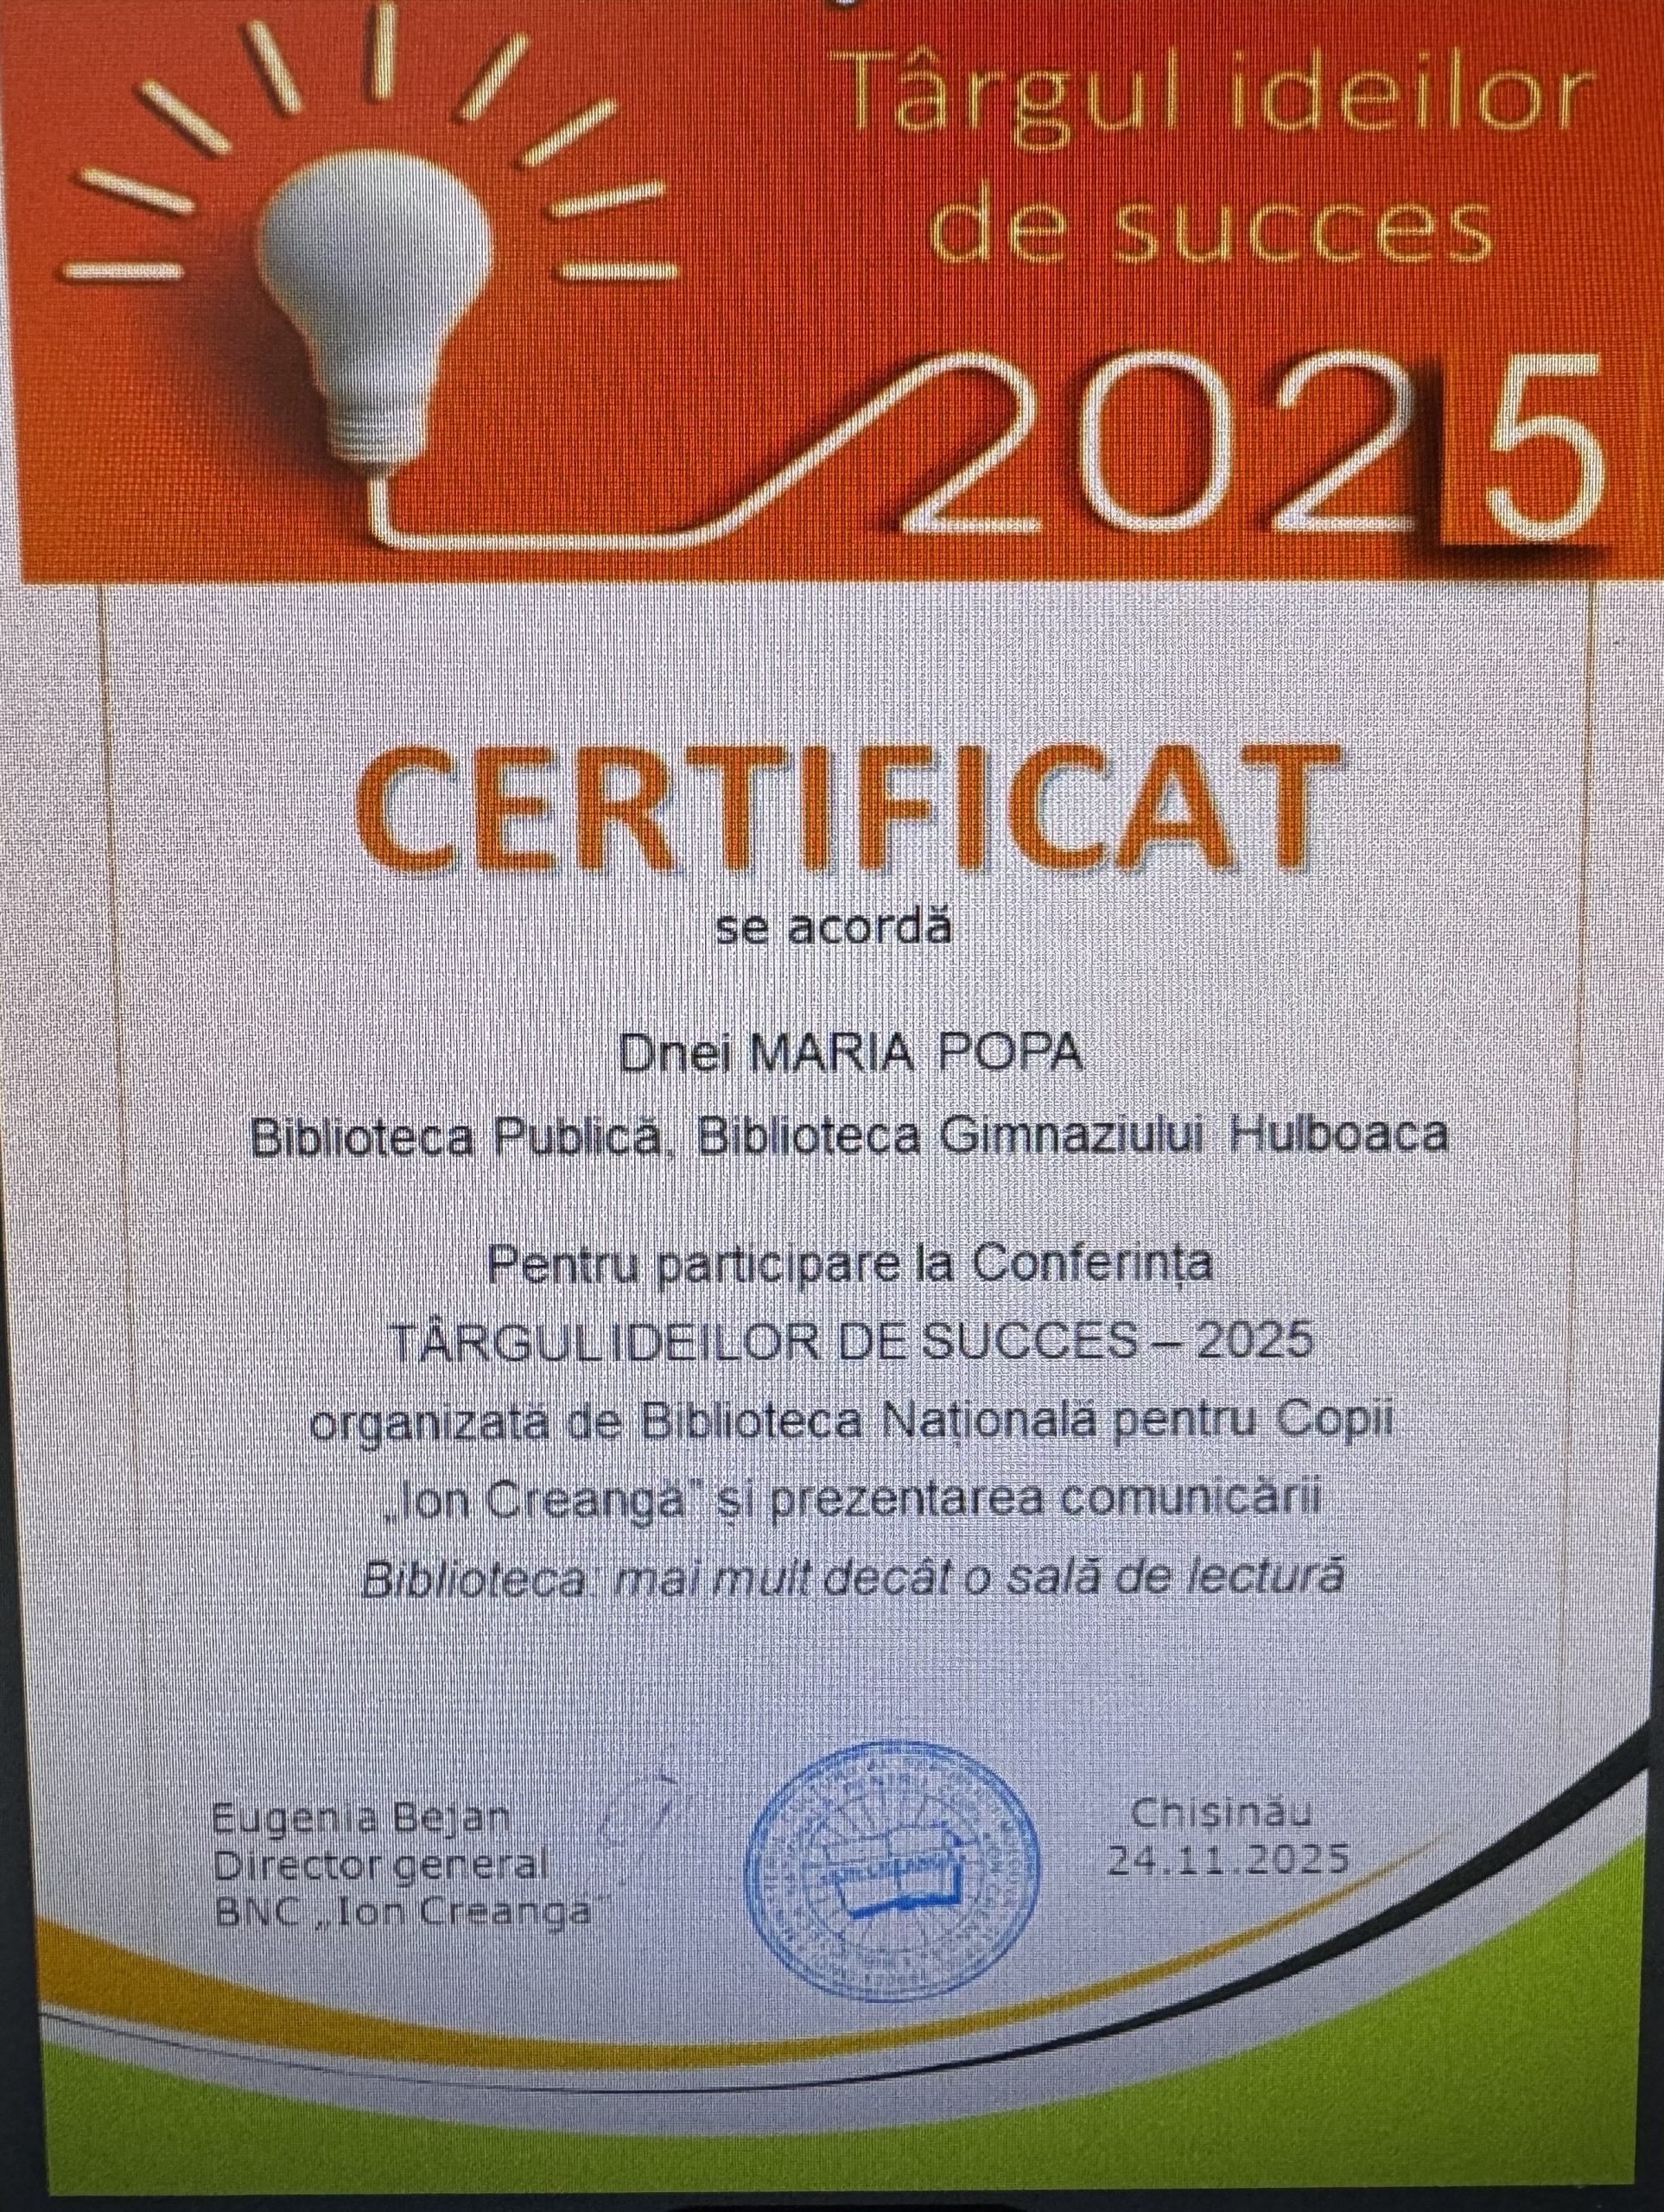 Târgul ideilor
de succes
2025
CERTIFICAT
se acordă
Dnei MARIA POPA
Biblioteca Publică, Biblioteca Gimnaziului Hulboaca
Pentru participare la Conferința
TÂRGUL IDEILOR DE SUCCES – 2025
organizată de Biblioteca Națională pentru Copii
„Ion Creangă” și prezentarea comunicării
Biblioteca: mai mult decât o sală de lectură
Eugenia Bejan
Director general
BNC „Ion Creangă”
Chișinău
24.11.2025